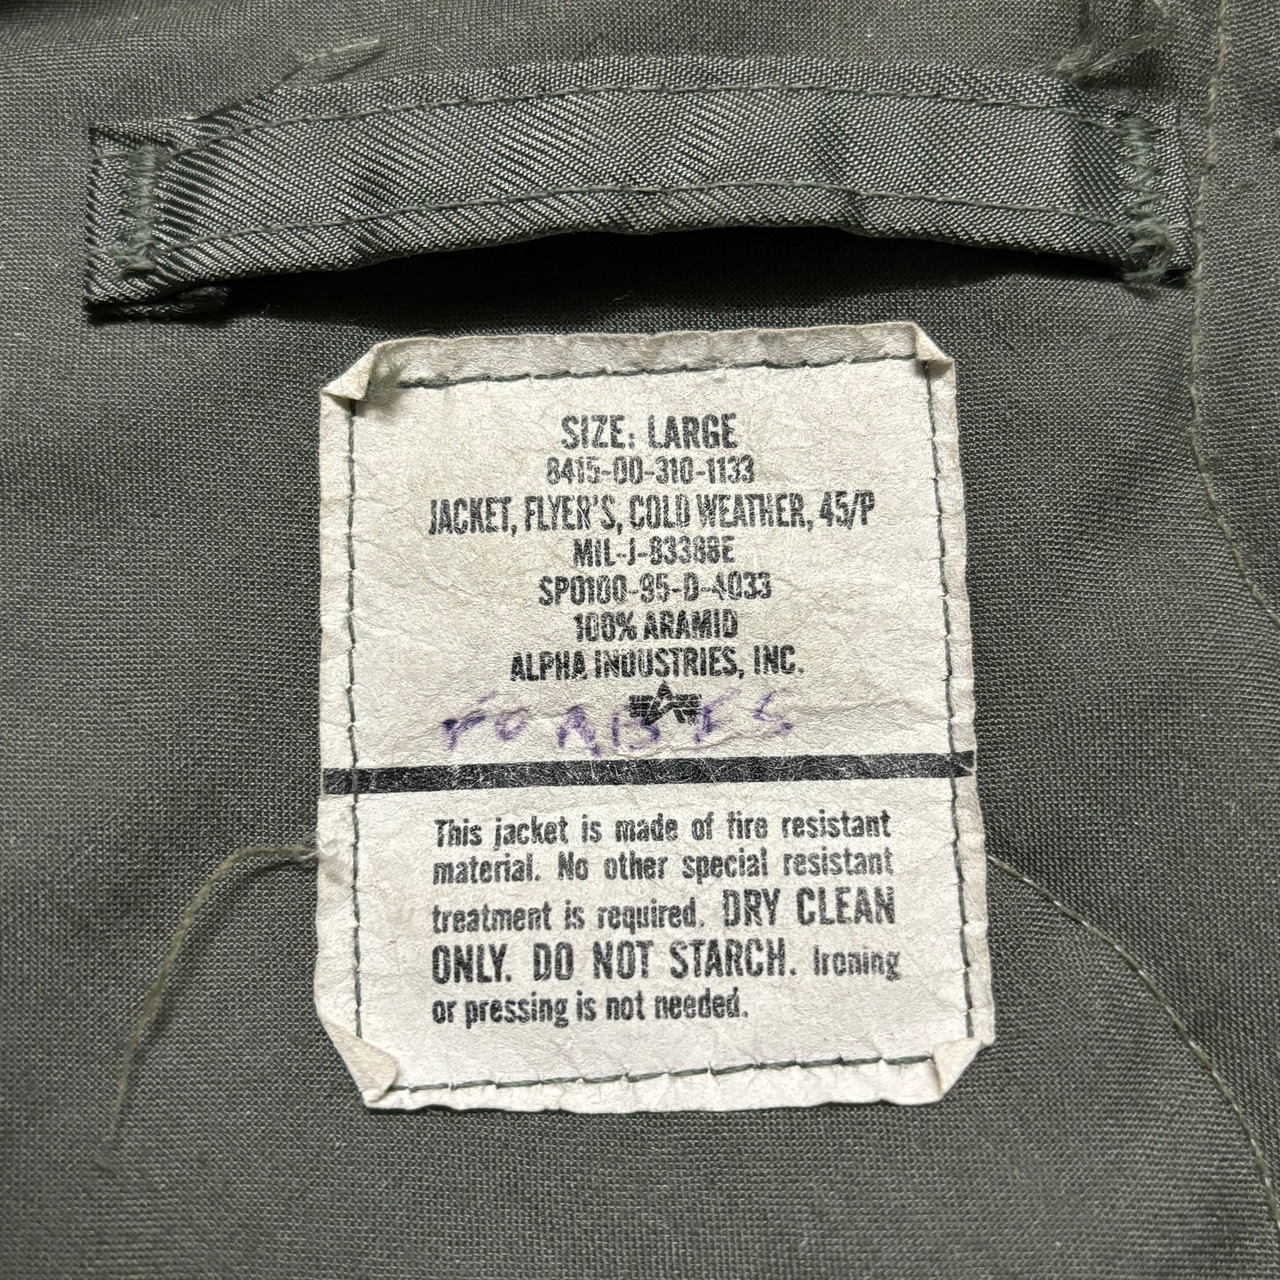 SIZE: LARGE
8415-00-310-1133
JACKET, FLYER'S, COLD WEATHER, 45/P
MIL-J-83388E
SP0100-95-D-4033
100% ARAMID
ALPHA INDUSTRIES, INC.
FORBES
This jacket is made of fire resistant
material. No other special resistant
treatment is required. DRY CLEAN
ONLY. DO NOT STARCH. Ironing
or pressing is not needed.